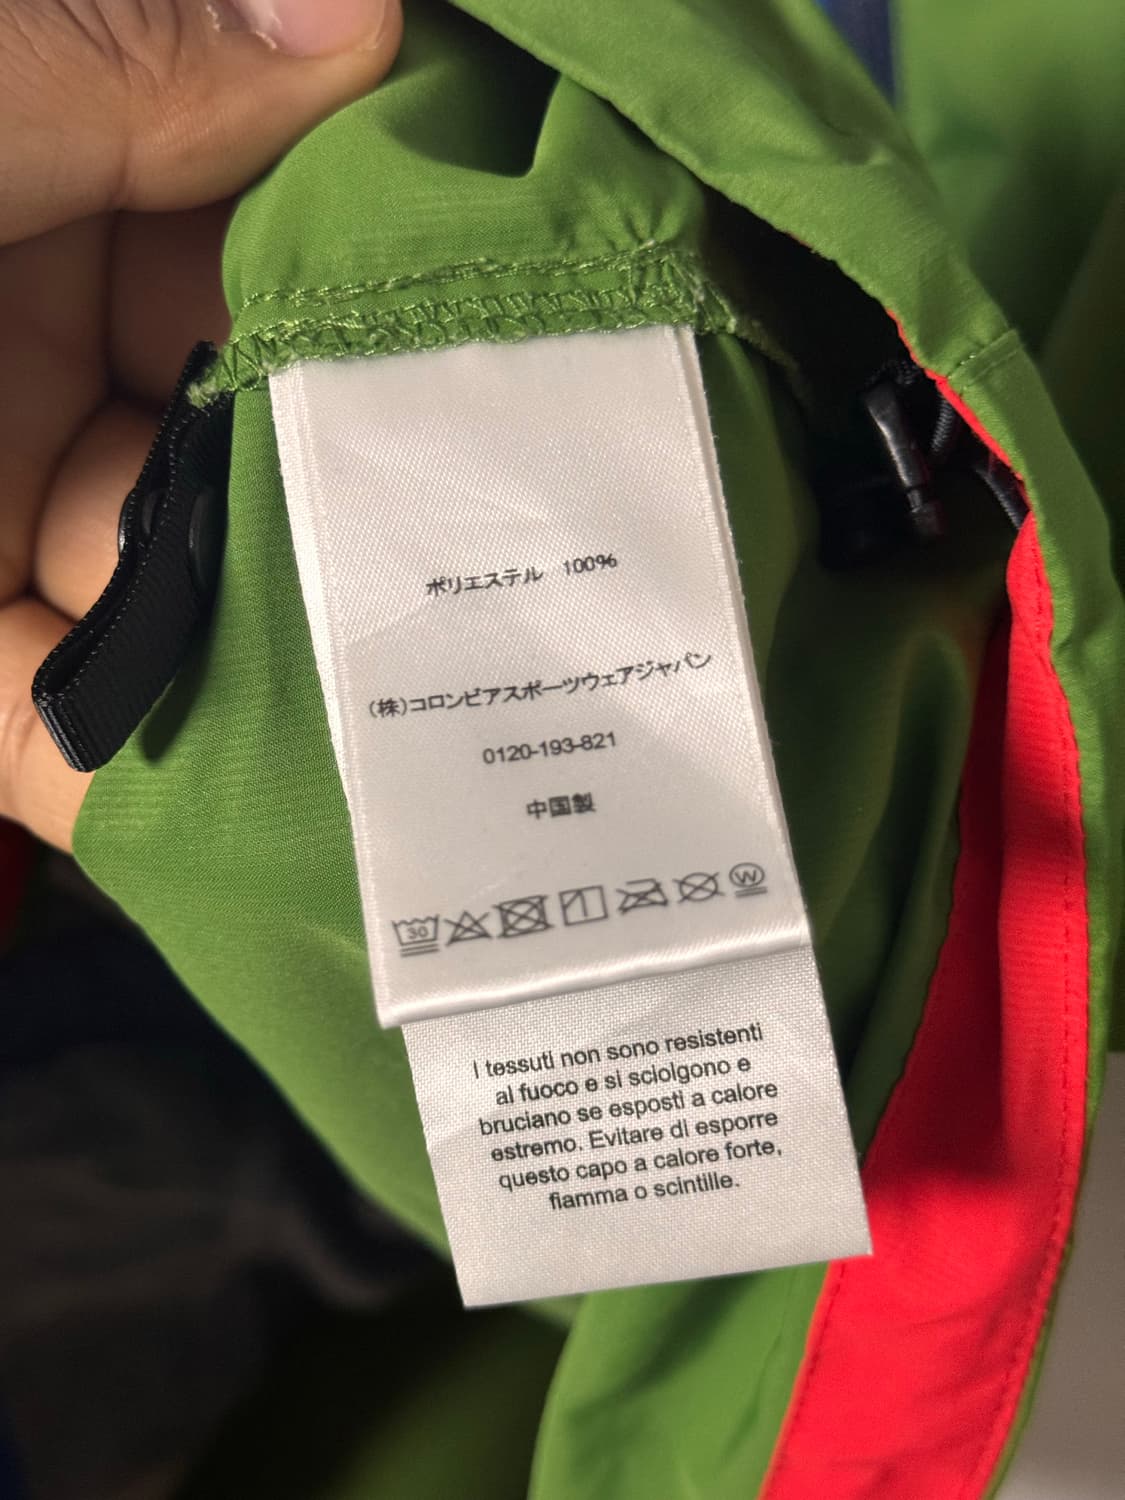 ポリエステル 100%
(株)コロンビアスポーツウェアジャパン
0120-193-821
中国製
30 W
I tessuti non sono resistenti
al fuoco e si sciolgono e
bruciano se esposti a calore
estremo. Evitare di esporre
questo capo a calore forte,
fiamma o scintille.